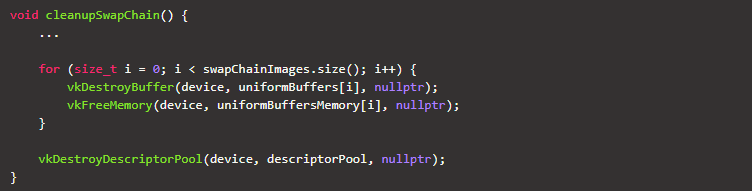 void cleanupSwapChain() {
    ...

    for (size_t i = 0; i < swapChainImages.size(); i++) {
        vkDestroyBuffer(device, uniformBuffers[i], nullptr);
        vkFreeMemory(device, uniformBuffersMemory[i], nullptr);
    }

    vkDestroyDescriptorPool(device, descriptorPool, nullptr);
}